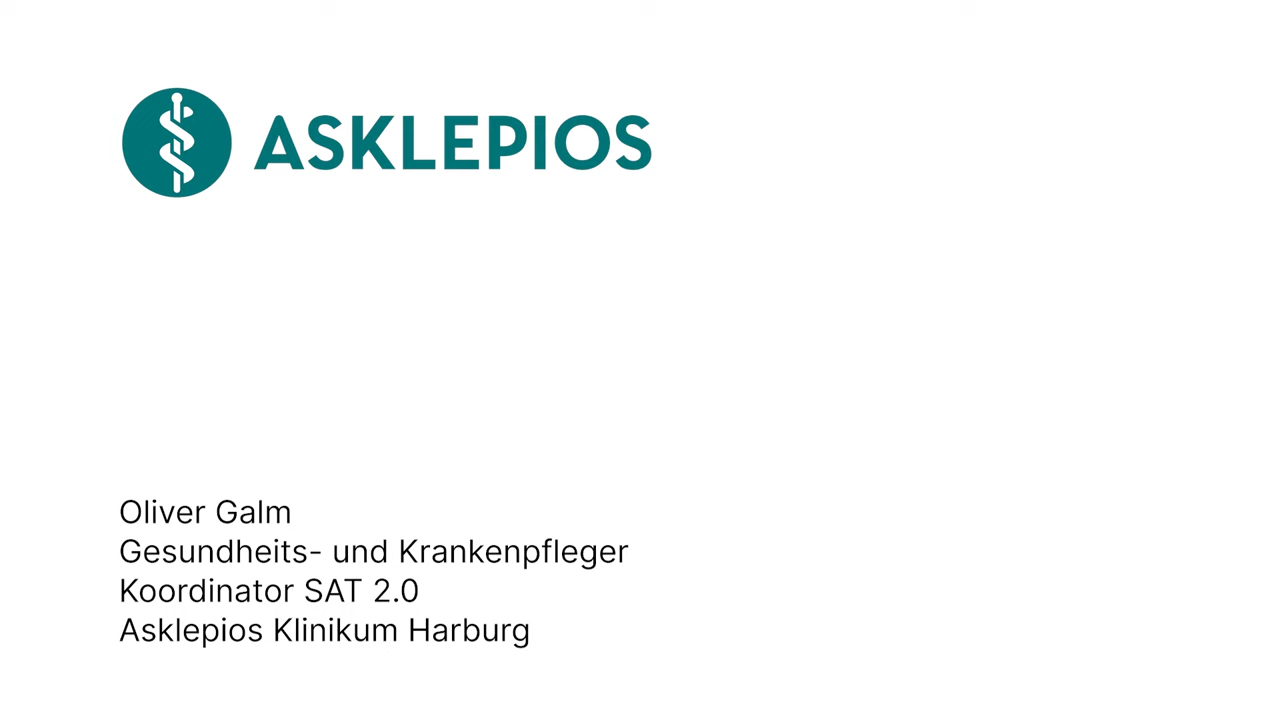 ASKLEPIOS
Oliver Galm
Gesundheits- und Krankenpfleger
Koordinator SAT 2.0
Asklepios Klinikum Harburg